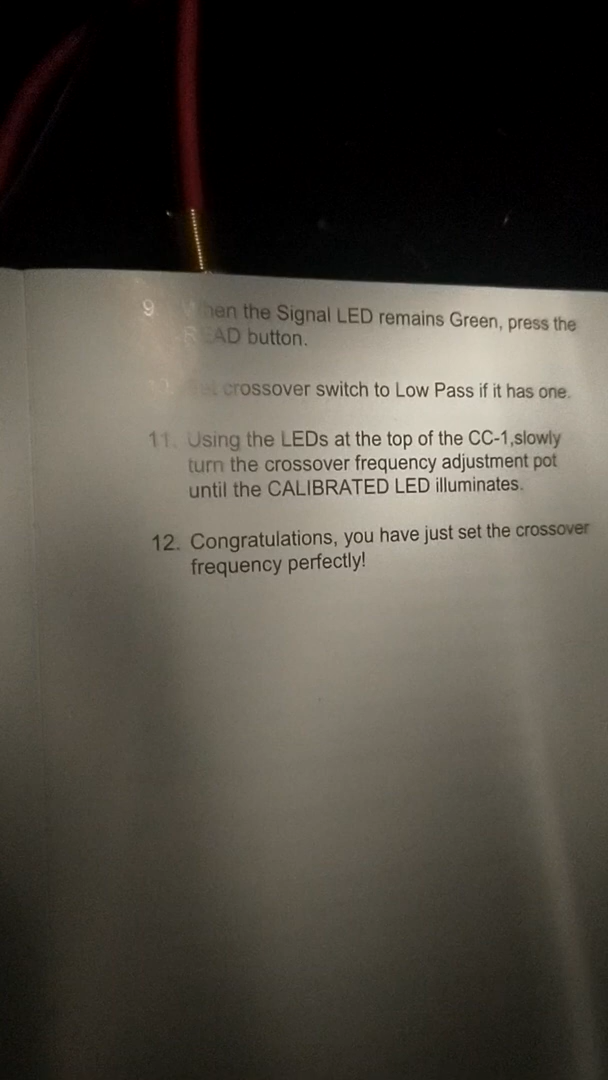 9 When the Signal LED remains Green, press the
READ button.
crossover switch to Low Pass if it has one.
11. Using the LEDs at the top of the CC-1,slowly
turn the crossover frequency adjustment pot
until the CALIBRATED LED illuminates.
12. Congratulations, you have just set the crossover
frequency perfectly!